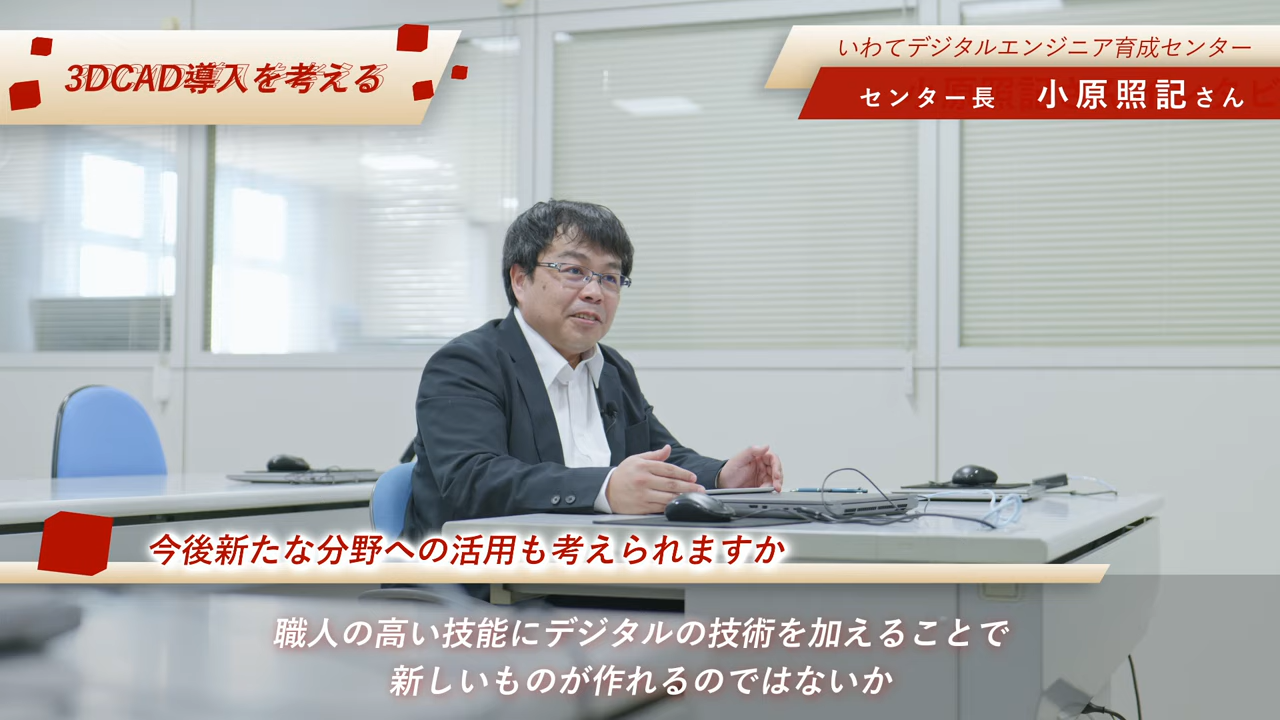 3DCAD導入を考える
いわてデジタルエンジニア育成センター
センター長 小原照記さん
今後新たな分野への活用も考えられますか
職人の高い技能にデジタルの技術を加えることで
新しいものが作れるのではないか